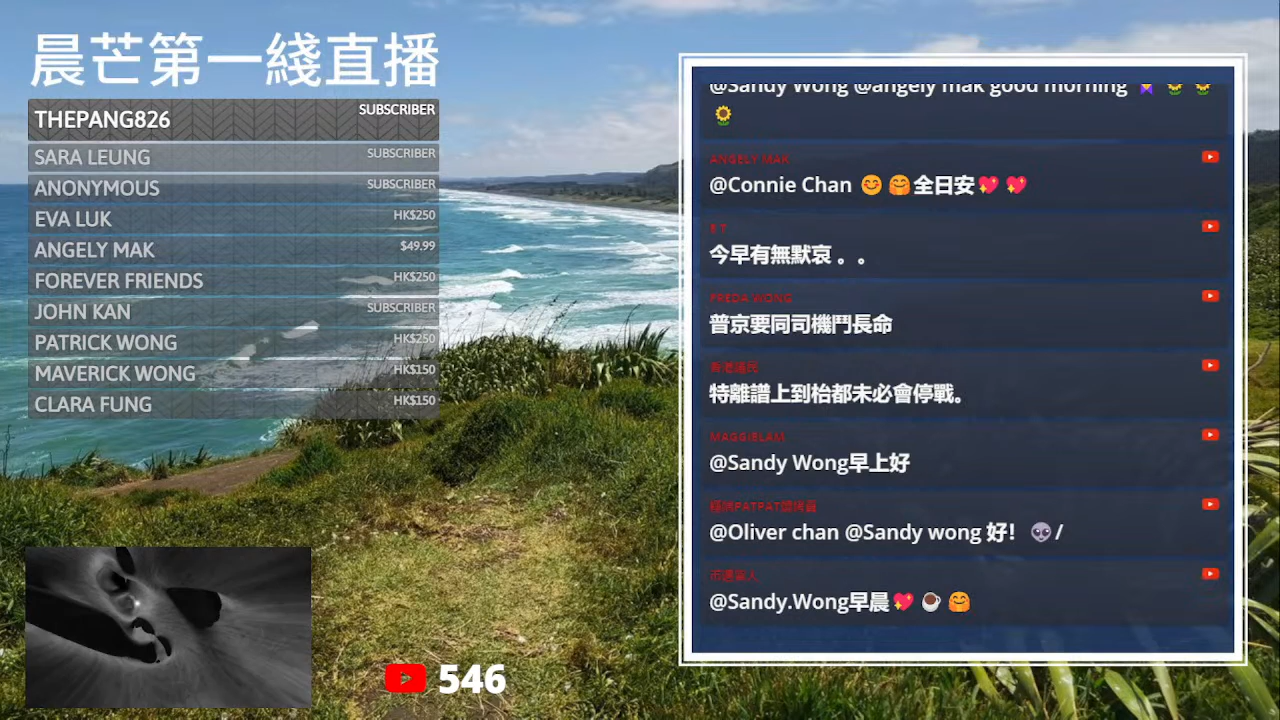 晨芒第一綫直播
THEPANG826 SUBSCRIBER
SARA LEUNG SUBSCRIBER
ANONYMOUS SUBSCRIBER
EVA LUK HK$250
ANGELY MAK $49.99
FOREVER FRIENDS HK$250
JOHN KAN SUBSCRIBER
PATRICK WONG HK$250
MAVERICK WONG HK$150
CLARA FUNG HK$150
546
@Sandy Wong @angely mak good morning 🌻 🌻
🌻
ANGELY MAK
@Connie Chan 😊 🤗全日安💖 💖
今早有無默哀 。。
FREDA WONG
普京要同司機鬥長命
特離譜上到枱都未必會停戰。
MAGGIELAM
@Sandy Wong早上好
@Oliver chan @Sandy wong 好! 👽/
@Sandy.Wong早晨💖 ☕ 🤗